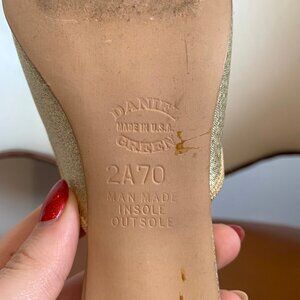 DANIEL
MADE IN U.S.A.
GREEN
2A70
MAN MADE
INSOLE
OUTSOLE